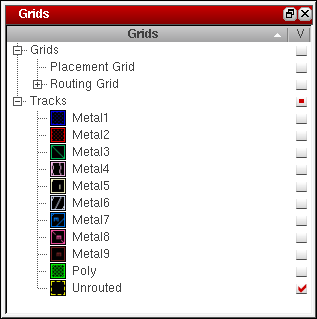 Grids
Grids V
Grids
Placement Grid
Routing Grid
Tracks
Metal1
Metal2
Metal3
Metal4
Metal5
Metal6
Metal7
Metal8
Metal9
Poly
Unrouted